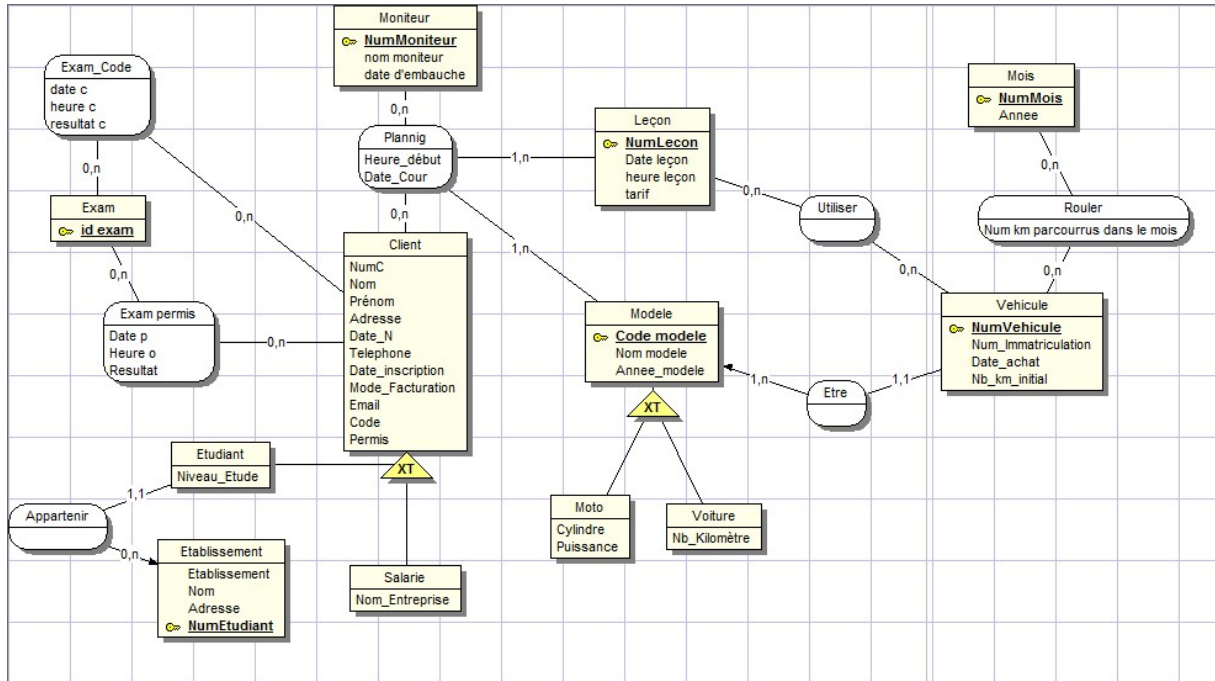 Moniteur
NumMoniteur
nom moniteur
date d'embauche
0,n
Exam_Code
date c
heure c
resultat c
0,n
0,n
Exam
id exam
0,n
Exam permis
Date p
Heure o
Resultat
0,n
Plannig
Heure_début
Date_Cour
1,n
0,n
1,n
Leçon
NumLecon
Date leçon
heure leçon
tarif
0,n
Utiliser
0,n
Mois
NumMois
Annee
0,n
Rouler
Num km parcourrus dans le mois
0,n
Client
NumC
Nom
Prénom
Adresse
Date_N
Telephone
Date_inscription
Mode_Facturation
Email
Code
Permis
XT
Modele
Code modele
Nom modele
Annee_modele
XT
1,n
Etre
1,1
Vehicule
NumVehicule
Num_Immatriculation
Date_achat
Nb_km_initial
Etudiant
Niveau_Etude
1,1
Appartenir
0,n
Etablissement
Etablissement
Nom
Adresse
NumEtudiant
Salarie
Nom_Entreprise
Moto
Cylindre
Puissance
Voiture
Nb_Kilomètre